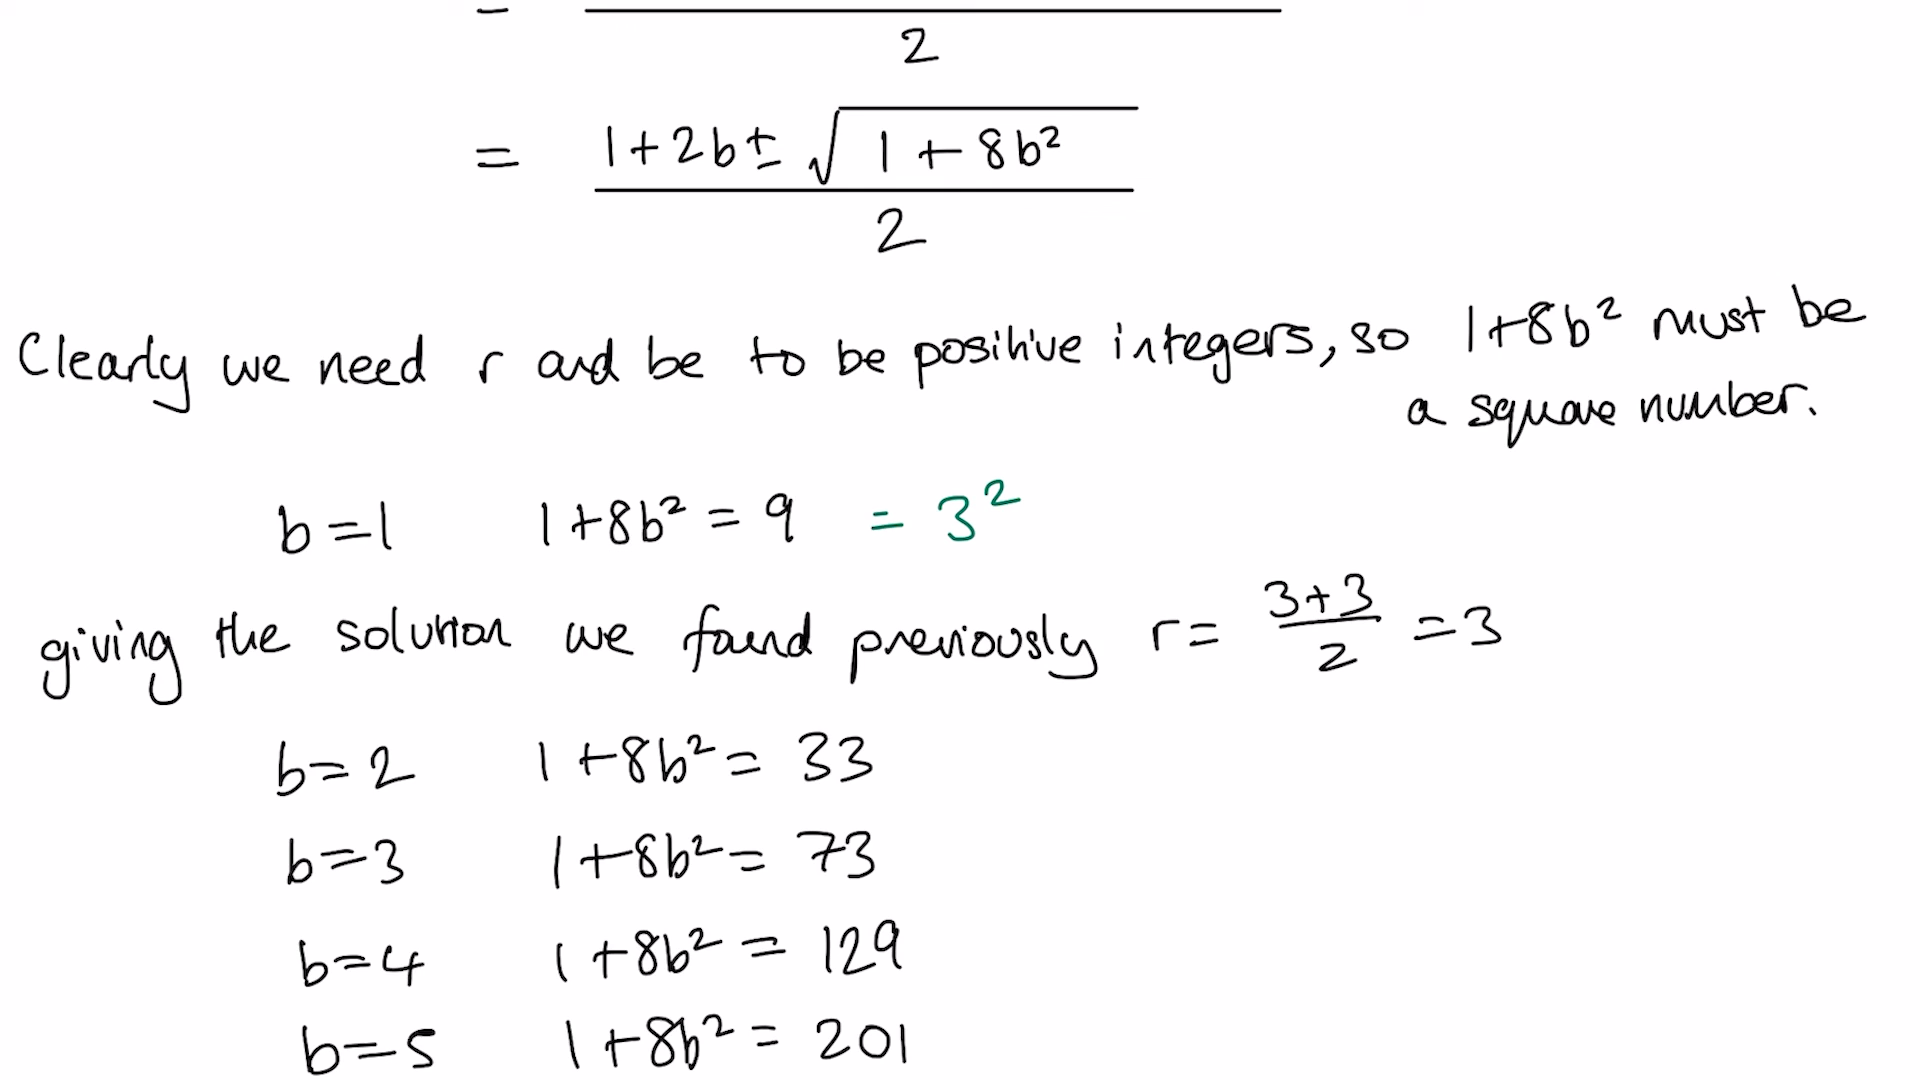 = ――― 2
= (1+2b ± √(1+8b²)) / 2
Clearly we need r and be to be positive integers, so 1+8b² must be
a square number.
b=1 1+8b² = 9 = 3²
giving the solution we found previously r = (3+3)/2 = 3
b=2 1+8b² = 33
b=3 1+8b² = 73
b=4 1+8b² = 129
b=5 1+8b² = 201